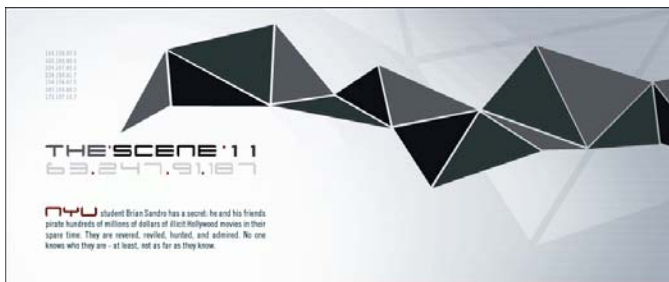 THE'SCENE '11
63.247.91.187
NYU student Brian Sandro has a secret: he and his friends
pirate hundreds of millions of dollars of illicit Hollywood movies in their
spare time. They are revered, reviled, hunted, and admired. No one
knows who they are - at least, not as far as they know.